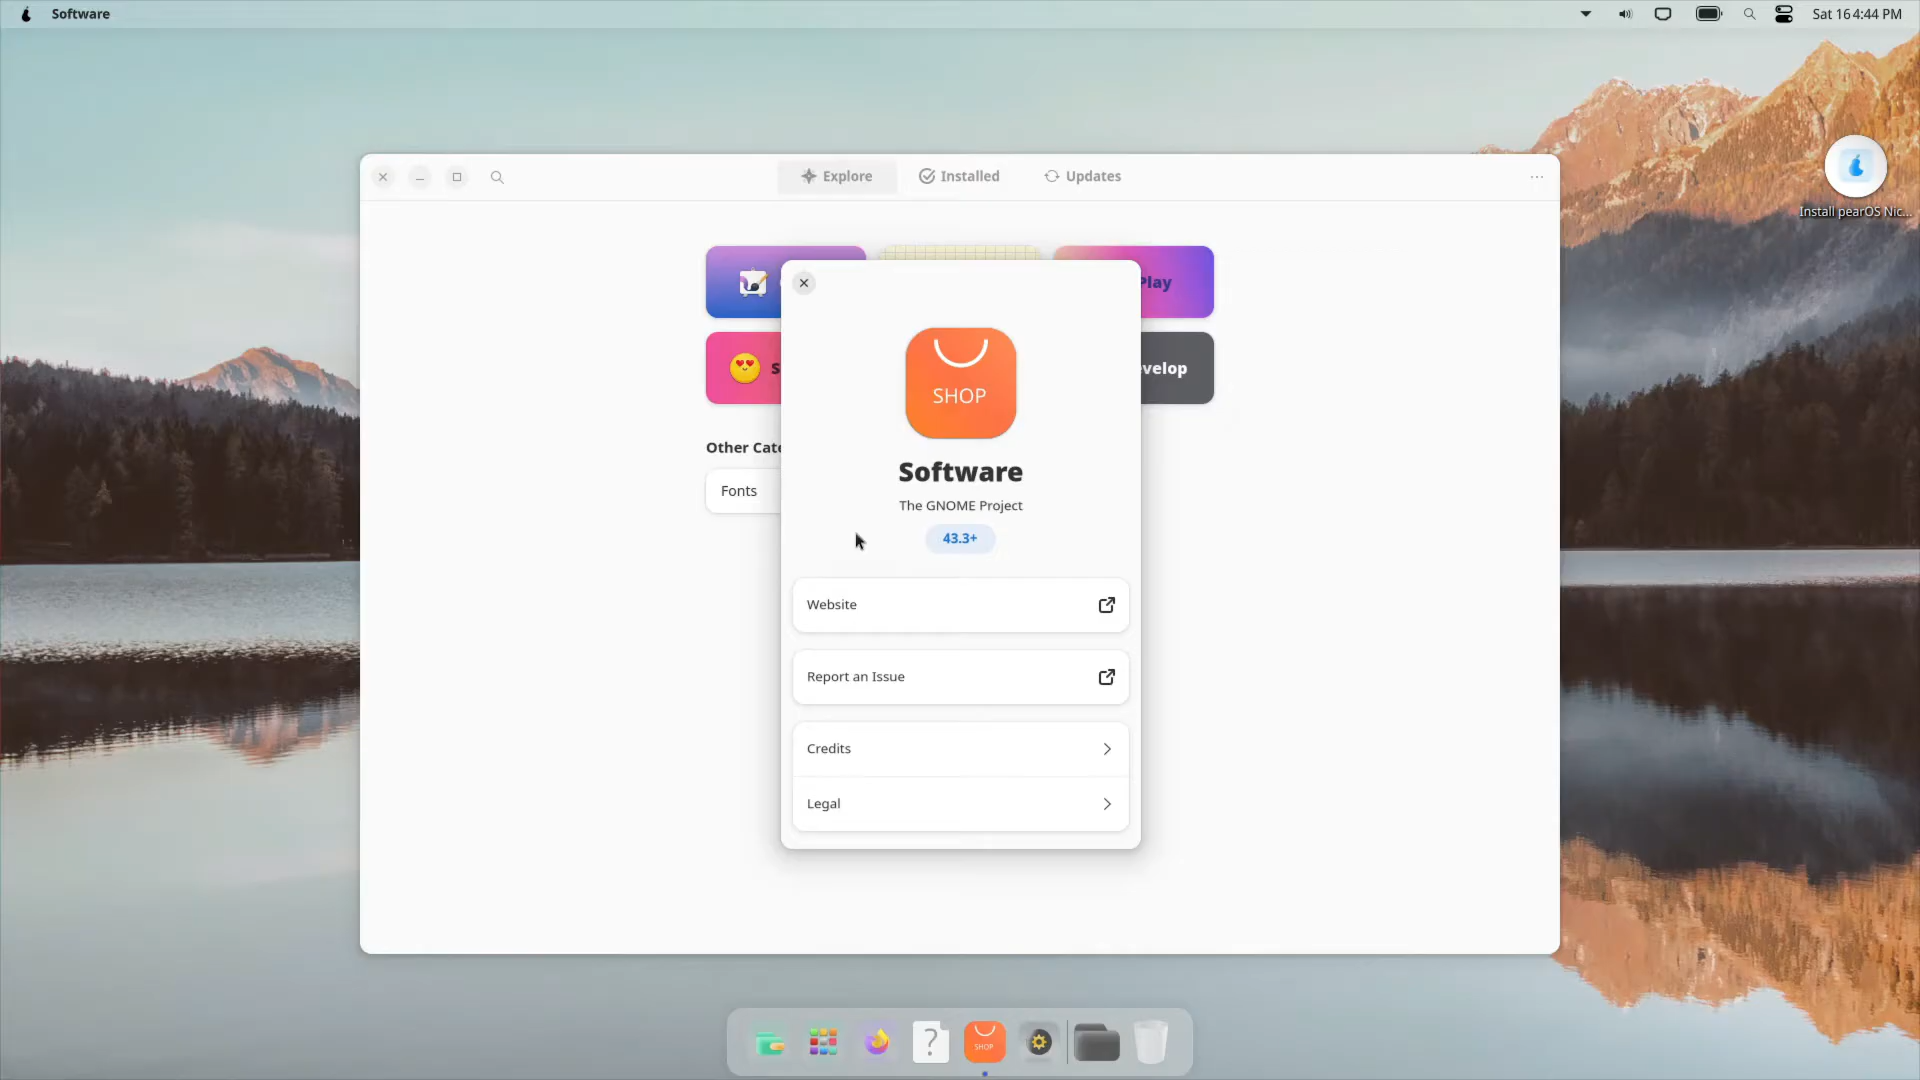 Software
Sat 16 4:44 PM
Explore
Installed
Updates
Install pearOS Nic...
Play
S
velop
SHOP
Other Cate
Fonts
Software
The GNOME Project
43.3+
Website
Report an Issue
Credits
Legal
?
SHOP